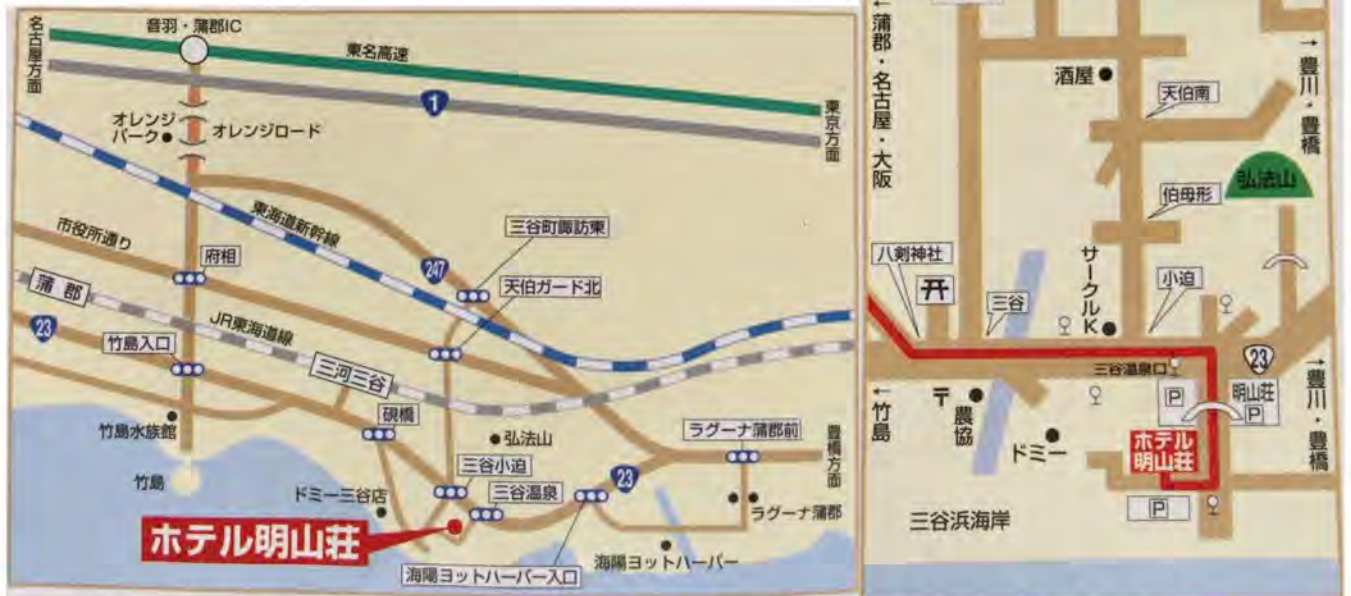 名古屋方面
音羽・蒲郡IC
東名高速
1
東京方面
オレンジ
パーク
オレンジロード
東海道新幹線
市役所通り
府相
247
三谷町諏訪東
天伯ガード北
蒲郡
JR東海道線
23
竹島入口
三河三谷
硯橋
弘法山
ラグーナ蒲郡前
豊橋方面
竹島水族館
竹島
三谷小迫
三谷温泉
23
ドミー三谷店
ラグーナ蒲郡
ホテル明山荘
海陽ヨットハーバー
海陽ヨットハーバー入口
←蒲郡・名古屋・大阪
酒屋
天伯南
→豊川・豊橋
弘法山
伯母形
八剣神社
サークルK
小迫
三谷
三谷温泉口
23
←竹島
〒
農協
ドミー
P
明山荘
P
→豊川・豊橋
ホテル
明山荘
P
三谷浜海岸